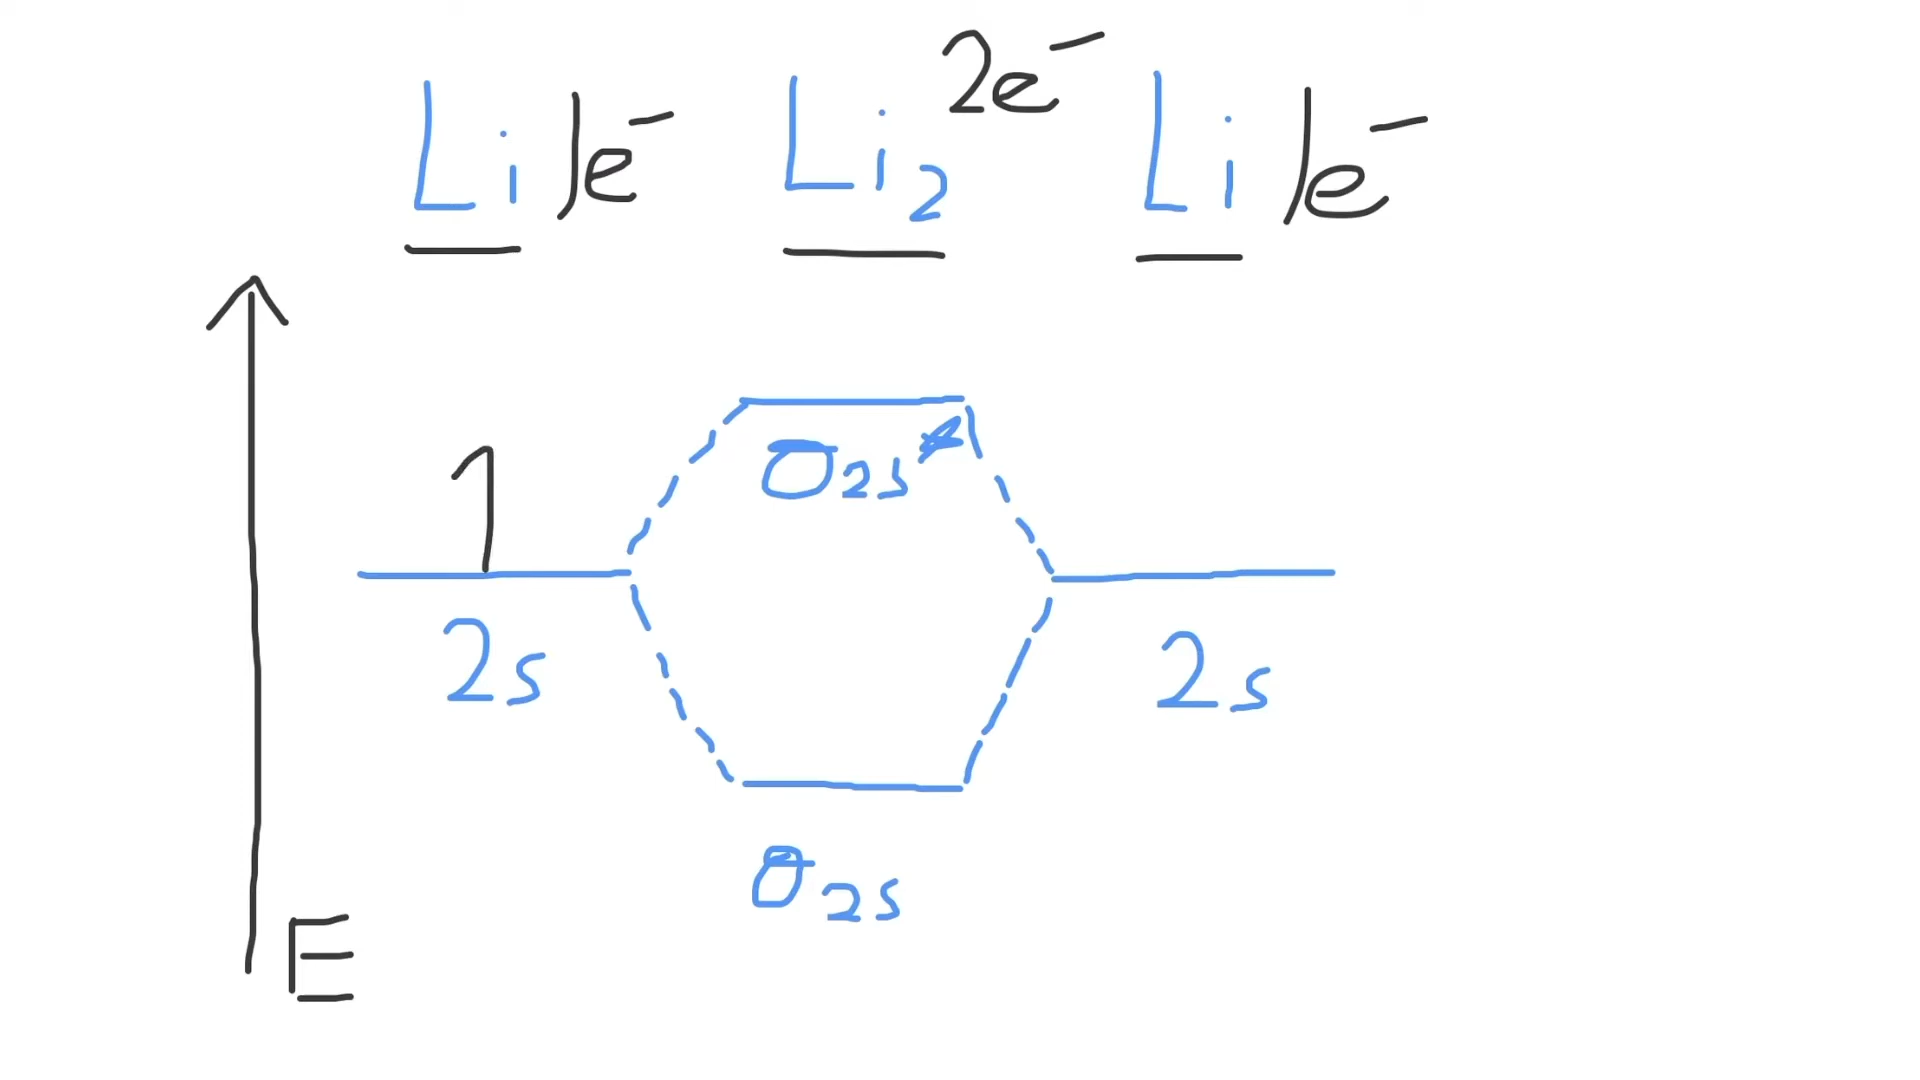 Li 1e⁻ Li₂ 2e⁻ Li 1e⁻
σ₂ₛ*
1
2s 2s
σ₂ₛ
E